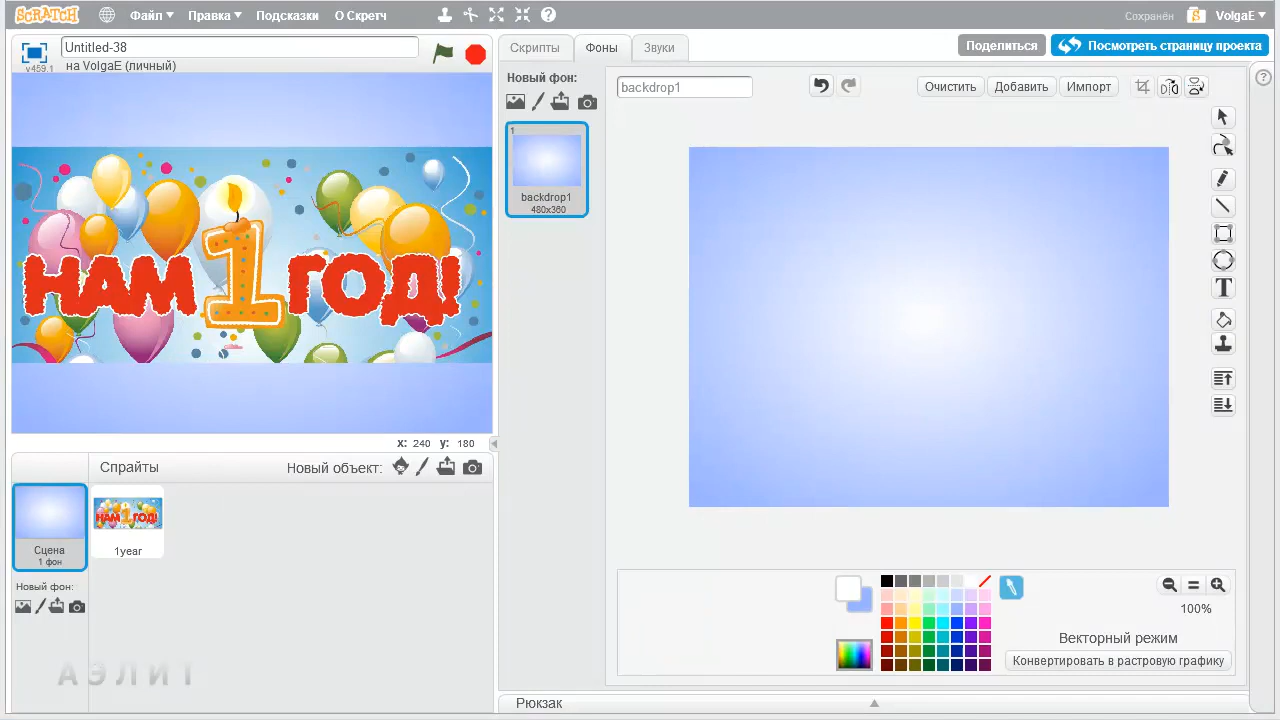 SCRATCH
Файл
Правка
Подсказки
О Скретч
Сохранён
VolgaE
Untitled-38
v459.1
на VolgaE (личный)
Скрипты
Фоны
Звуки
Поделиться
Посмотреть страницу проекта
Новый фон:
backdrop1
Очистить
Добавить
Импорт
1
backdrop1
480x360
НАМ 1 ГОД!
x: 240 y: 180
Спрайты
Новый объект:
Сцена
1 фон
НАМ 1 ГОД!
1year
Новый фон:
АЭЛИТ
T
100%
Векторный режим
Конвертировать в растровую графику
Рюкзак